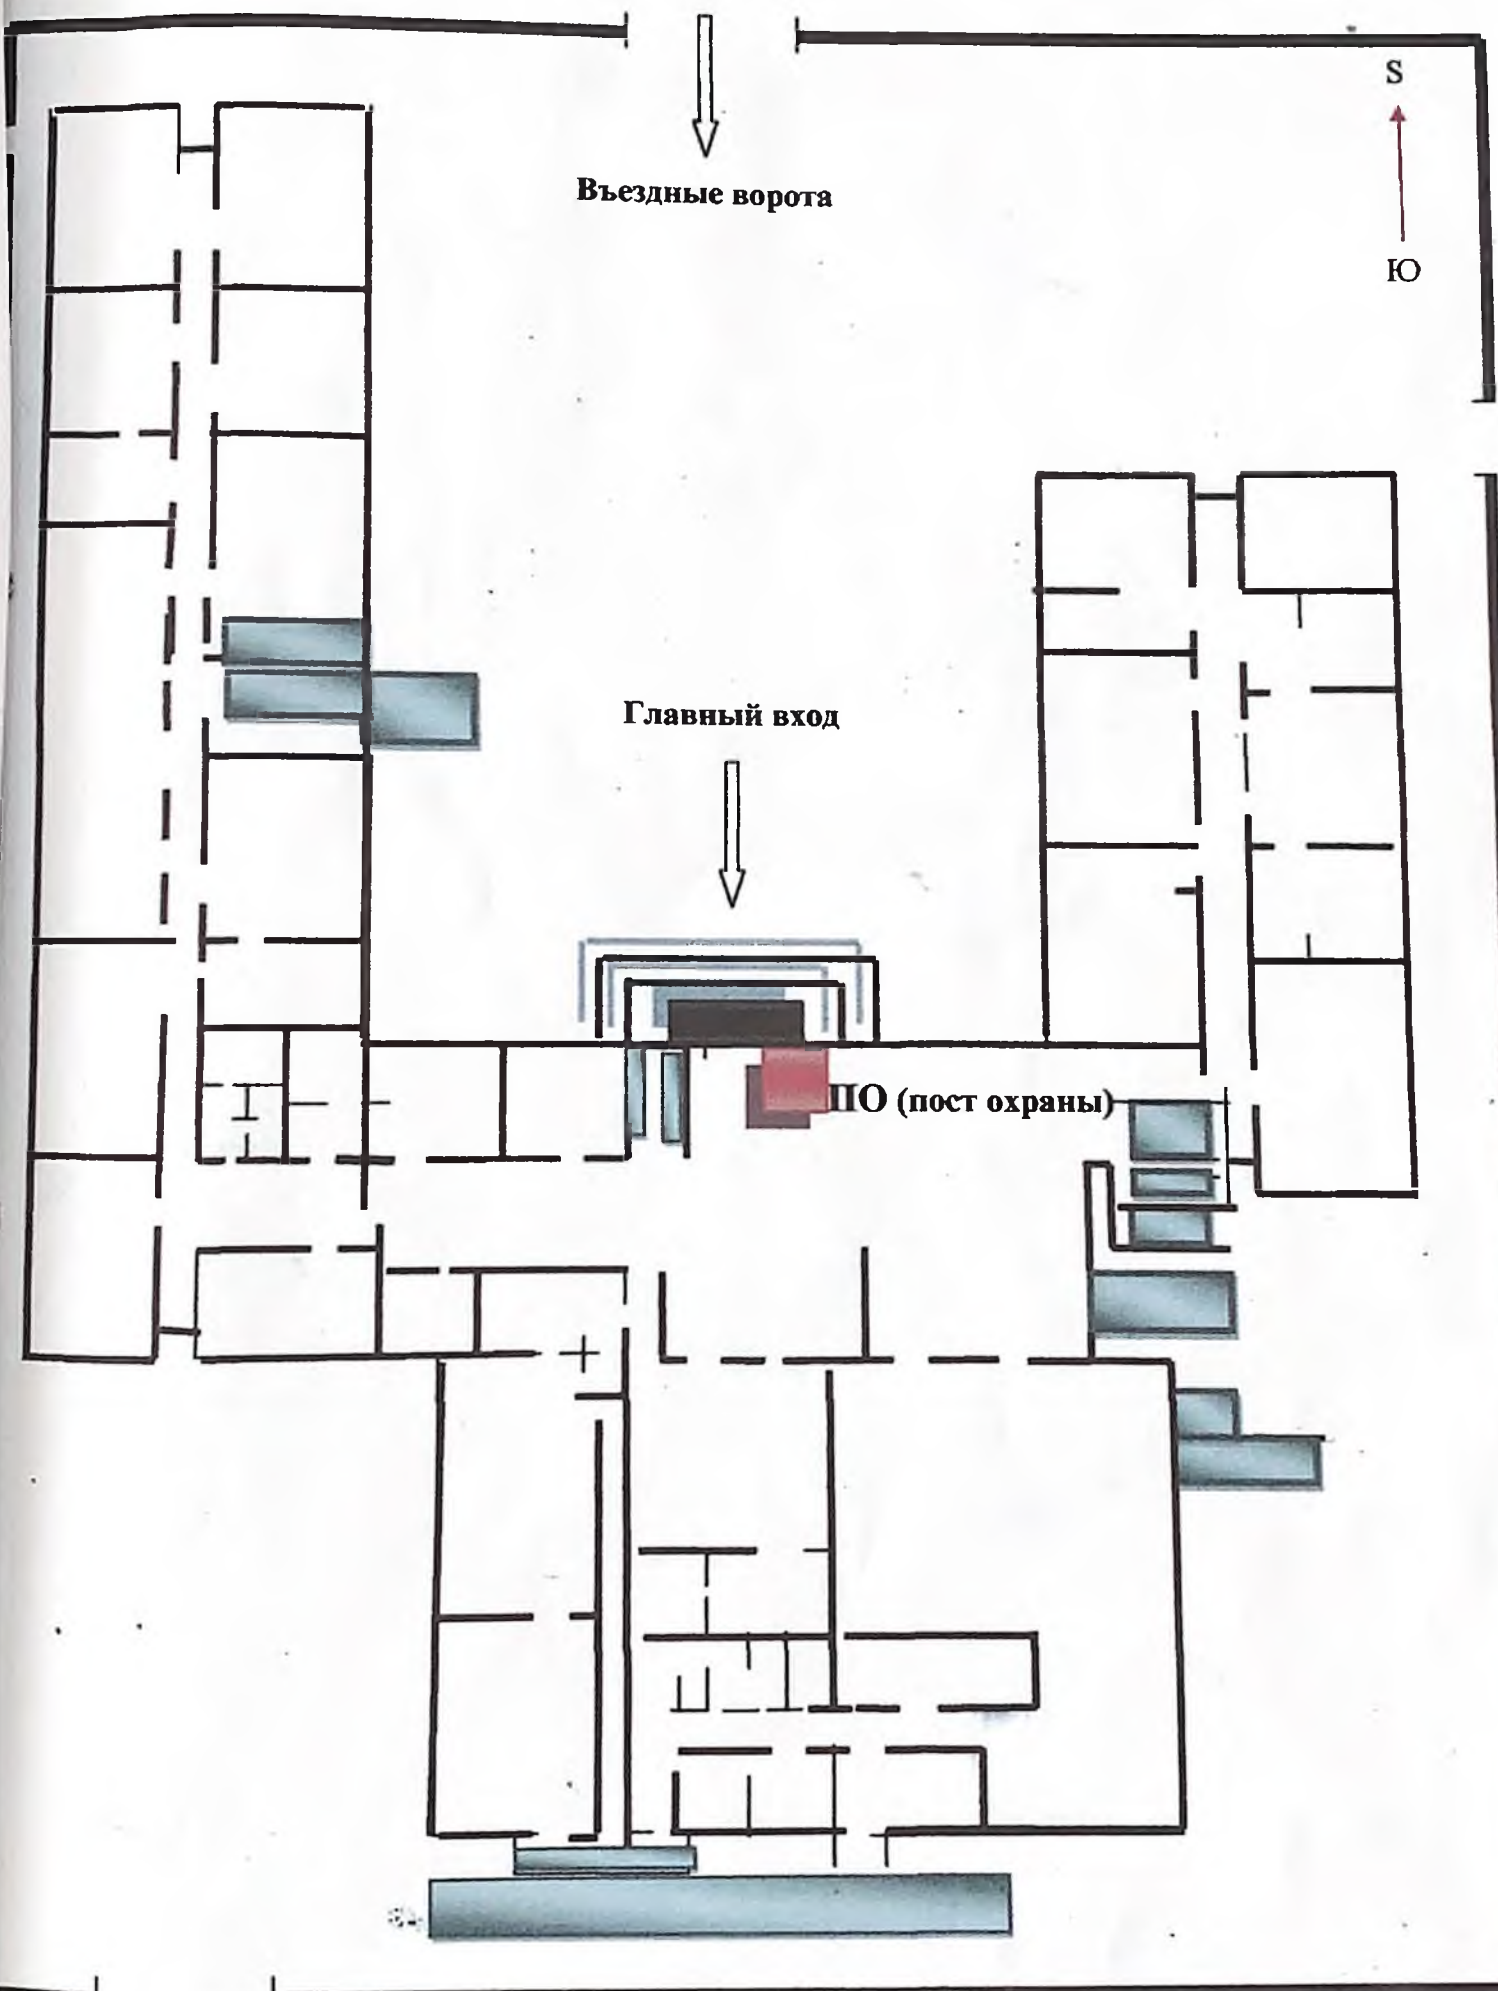 S
Въездные ворота
Ю
Главный вход
ПО (пост охраны)